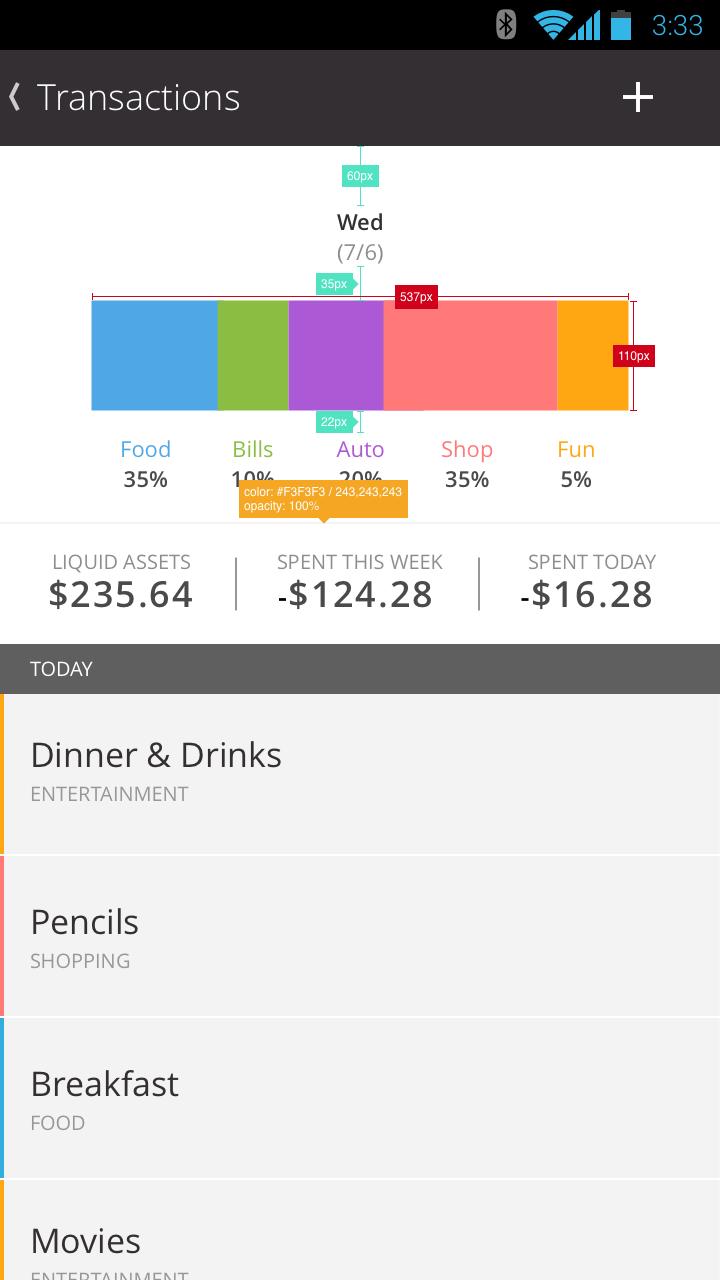 3:33
Transactions
60px
Wed
(7/6)
35px
537px
110px
22px
Food Bills Auto Shop Fun
35% 10% 20% 35% 5%
color: #F3F3F3 / 243,243,243
opacity: 100%
LIQUID ASSETS SPENT THIS WEEK SPENT TODAY
$235.64 -$124.28 -$16.28
TODAY
Dinner & Drinks
ENTERTAINMENT
Pencils
SHOPPING
Breakfast
FOOD
Movies
ENTERTAINMENT